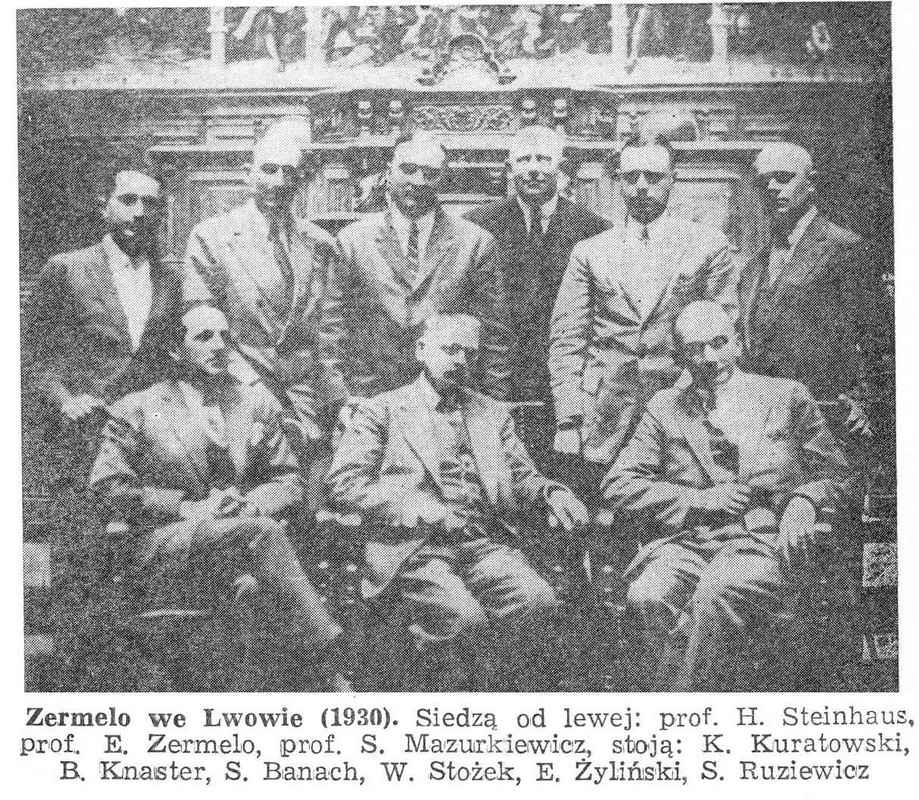 Zermelo we Lwowie (1930). Siedzą od lewej: prof. H. Steinhaus,
prof. E. Zermelo, prof. S. Mazurkiewicz, stoją: K. Kuratowski,
B. Knaster, S. Banach, W. Stożek, E. Żyliński, S. Ruziewicz